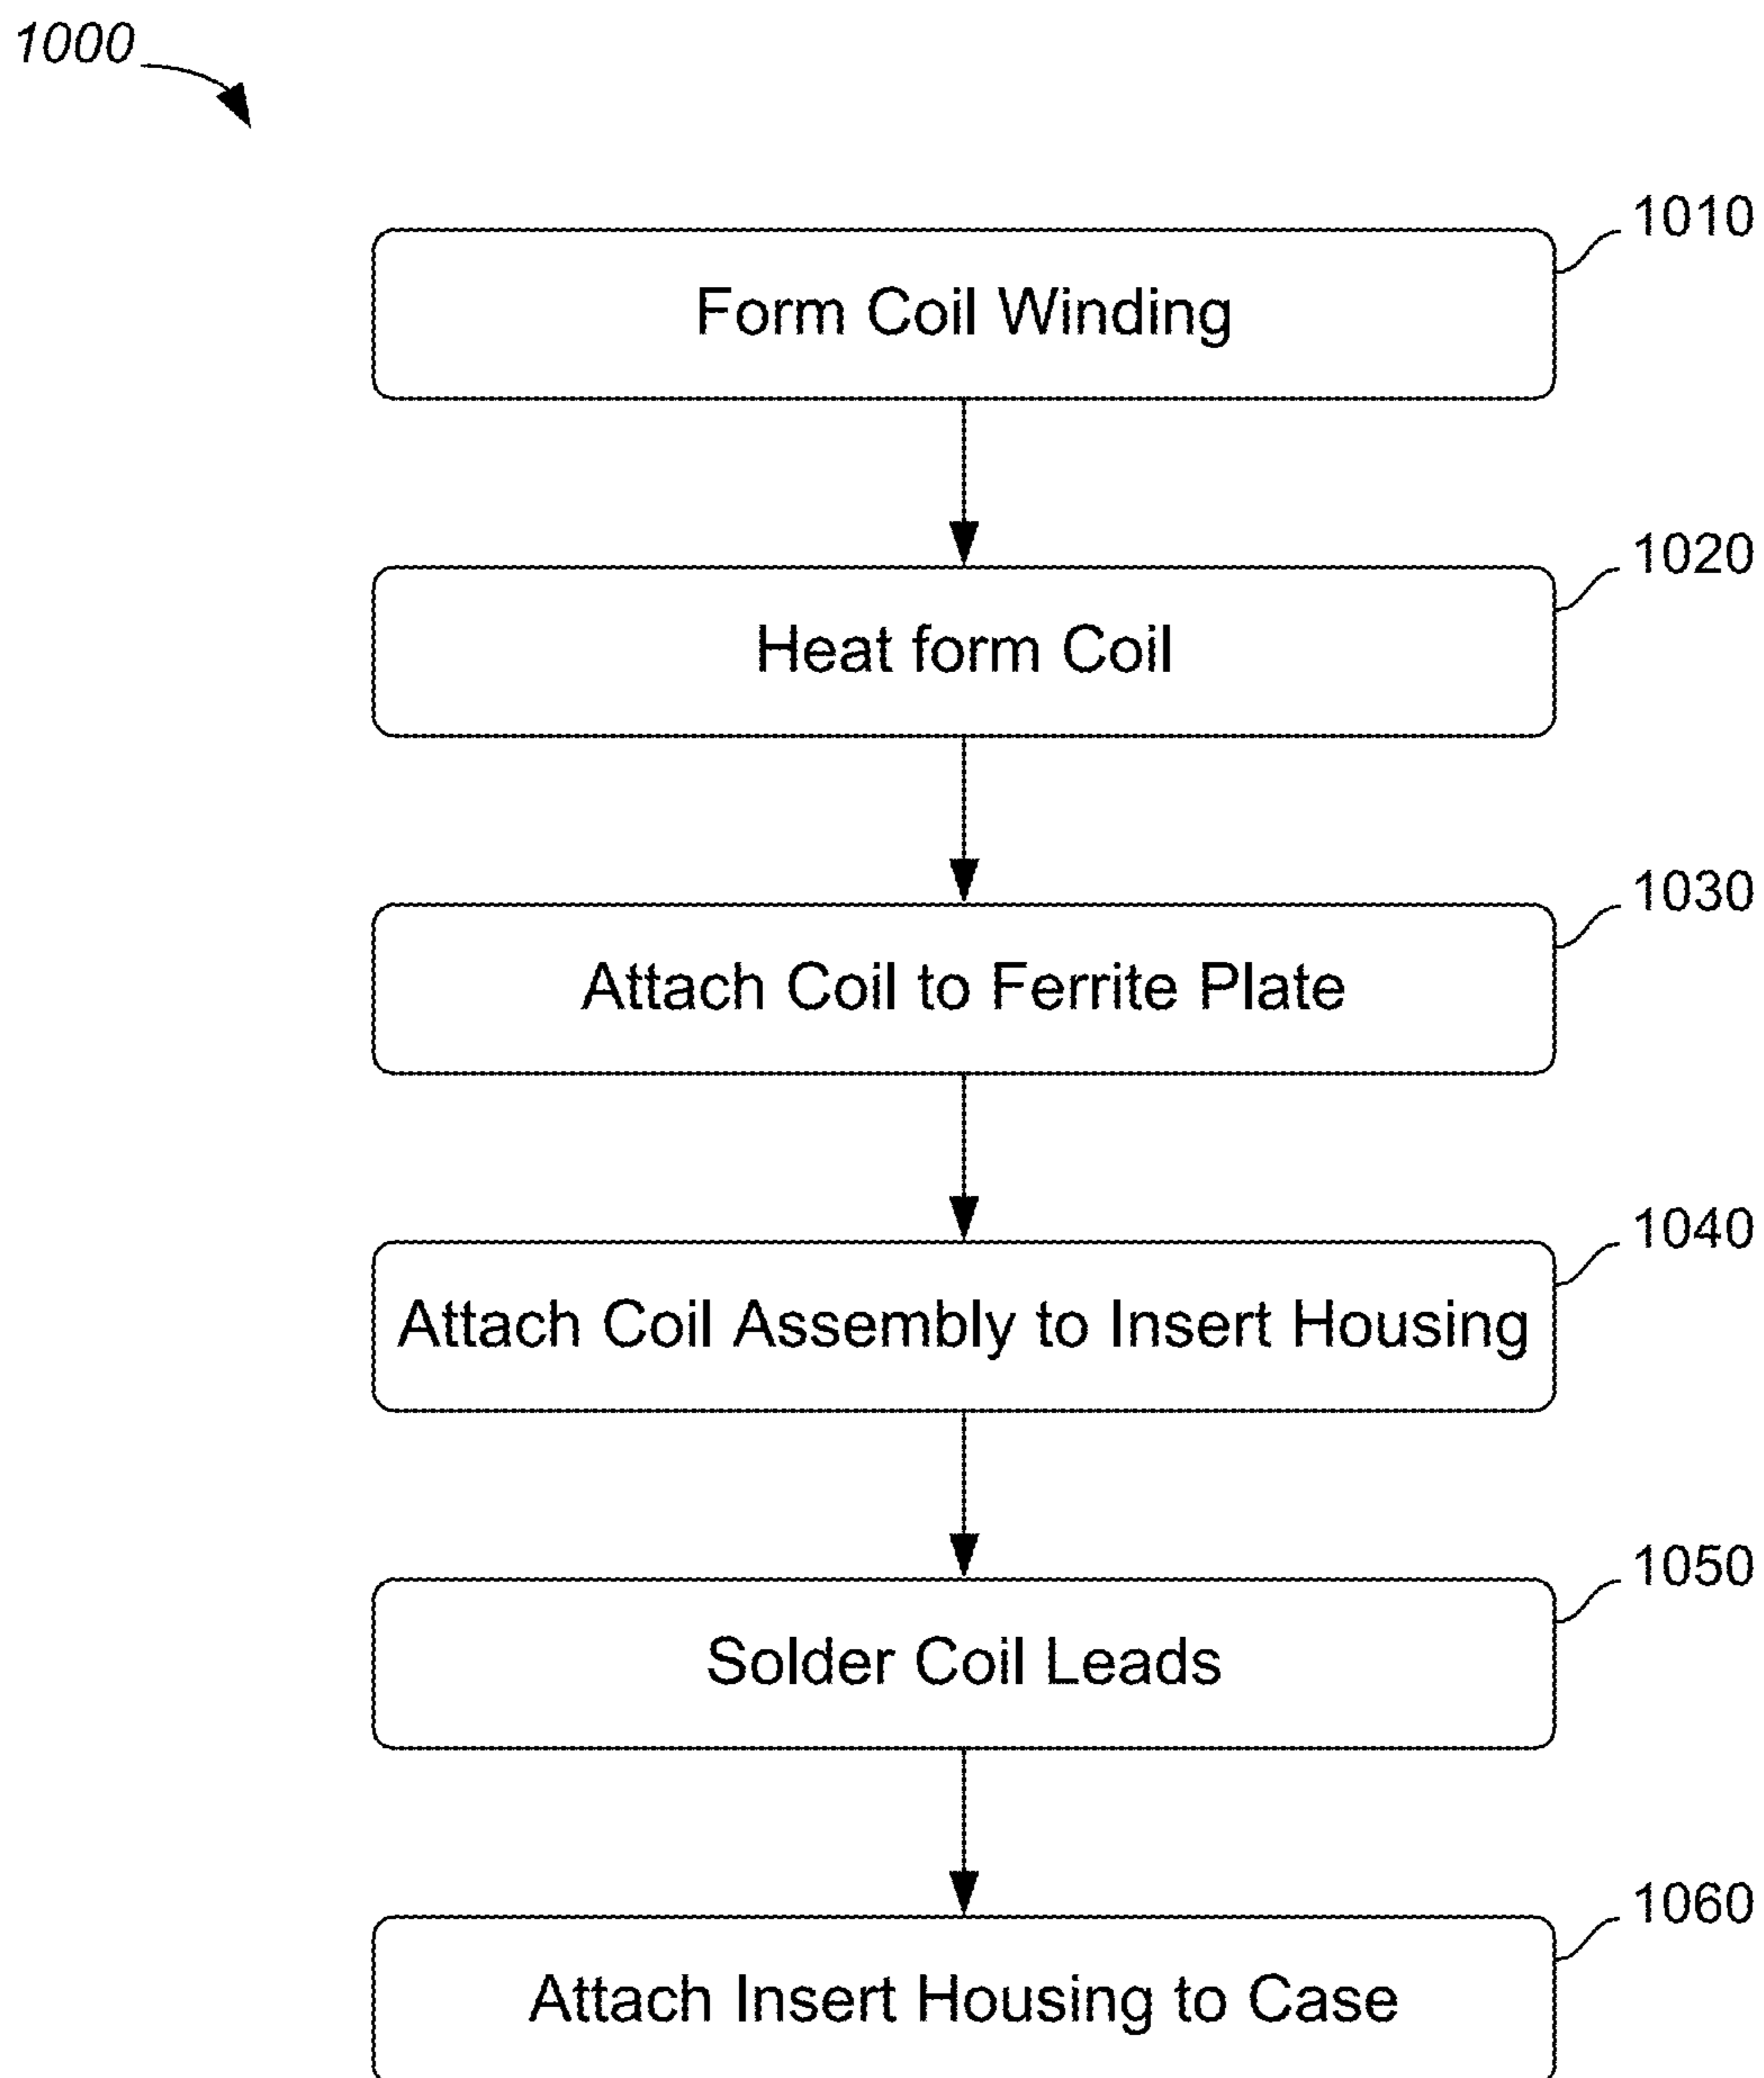 1000
1010
Form Coil Winding
1020
Heat form Coil
1030
Attach Coil to Ferrite Plate
1040
Attach Coil Assembly to Insert Housing
1050
Solder Coil Leads
1060
Attach Insert Housing to Case